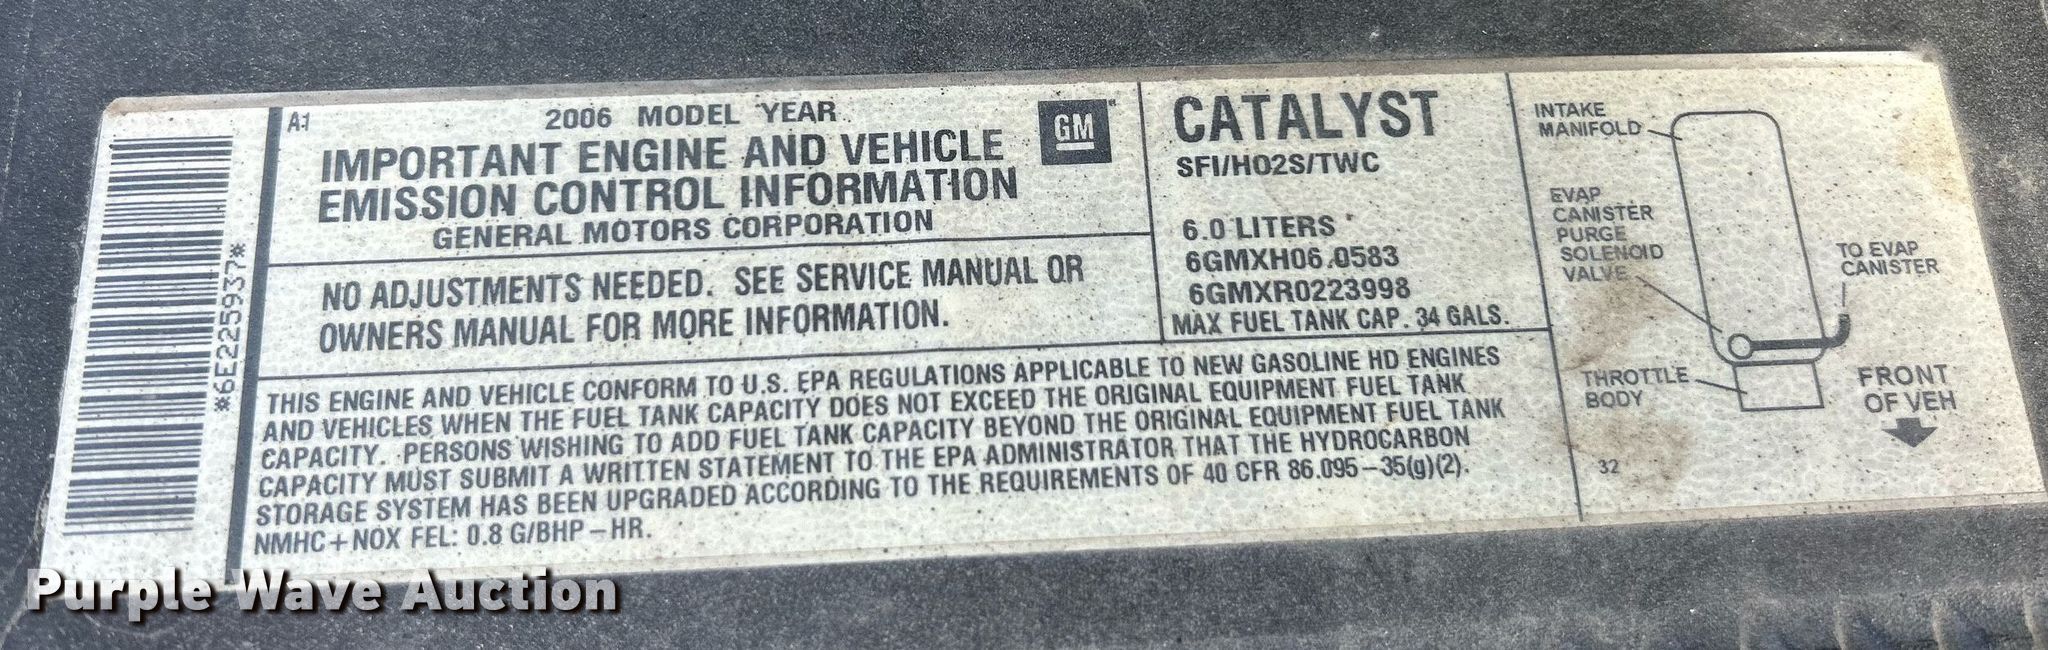 *6E225937*
A1
2006 MODEL YEAR
IMPORTANT ENGINE AND VEHICLE
EMISSION CONTROL INFORMATION
GENERAL MOTORS CORPORATION
GM
NO ADJUSTMENTS NEEDED. SEE SERVICE MANUAL OR
OWNERS MANUAL FOR MORE INFORMATION.
CATALYST
SFI/HO2S/TWC
6.0 LITERS
6GMXH06.0583
6GMXR0223998
MAX FUEL TANK CAP. 34 GALS.
THIS ENGINE AND VEHICLE CONFORM TO U.S. EPA REGULATIONS APPLICABLE TO NEW GASOLINE HD ENGINES
AND VEHICLES WHEN THE FUEL TANK CAPACITY DOES NOT EXCEED THE ORIGINAL EQUIPMENT FUEL TANK
CAPACITY. PERSONS WISHING TO ADD FUEL TANK CAPACITY BEYOND THE ORIGINAL EQUIPMENT FUEL TANK
CAPACITY MUST SUBMIT A WRITTEN STATEMENT TO THE EPA ADMINISTRATOR THAT THE HYDROCARBON
STORAGE SYSTEM HAS BEEN UPGRADED ACCORDING TO THE REQUIREMENTS OF 40 CFR 86.095-35(g)(2).
NMHC+NOX FEL: 0.8 G/BHP-HR.
INTAKE
MANIFOLD
EVAP
CANISTER
PURGE
SOLENOID
VALVE
TO EVAP
CANISTER
THROTTLE
BODY
FRONT
OF VEH
32
Purple Wave Auction